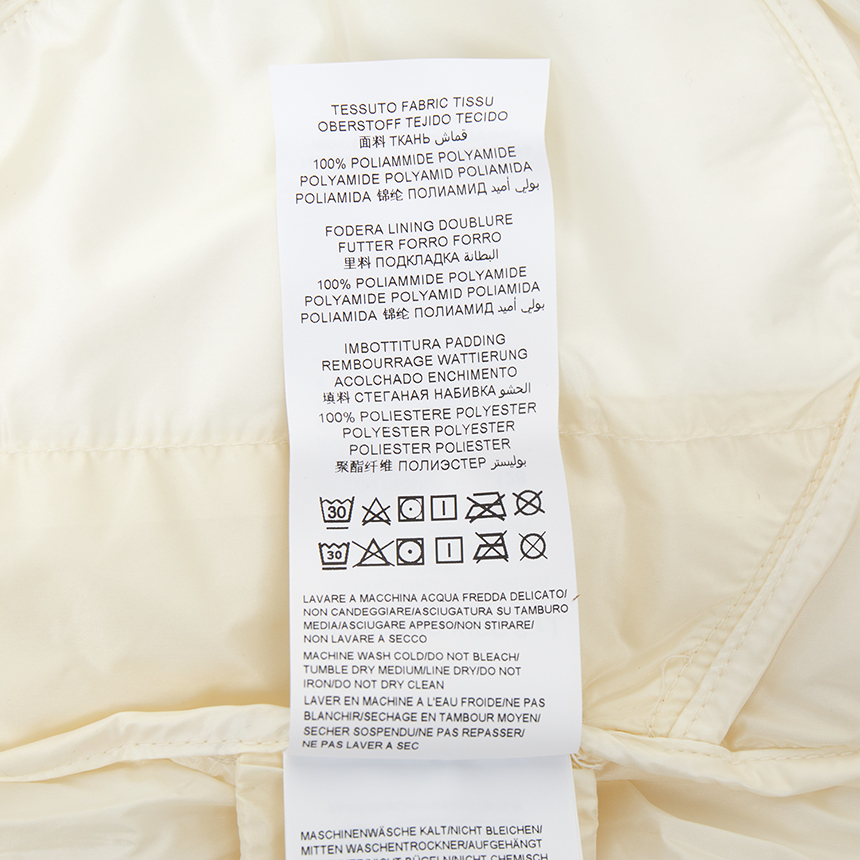 TESSUTO FABRIC TISSU
OBERSTOFF TEJIDO TECIDO
面料 ТКАНЬ قماش
100% POLIAMMIDE POLYAMIDE
POLYAMIDE POLYAMID POLIAMIDA
POLIAMIDA 锦纶 ПОЛИАМИД بولي أميد
FODERA LINING DOUBLURE
FUTTER FORRO FORRO
里料 ПОДКЛАДКА البطانة
100% POLIAMMIDE POLYAMIDE
POLYAMIDE POLYAMID POLIAMIDA
POLIAMIDA 锦纶 ПОЛИАМИД بولي أميد
IMBOTTITURA PADDING
REMBOURRAGE WATTIERUNG
ACOLCHADO ENCHIMENTO
填料 СТЕГАНАЯ НАБИВКА الحشو
100% POLIESTERE POLYESTER
POLYESTER POLYESTER
POLIESTER POLIESTER
聚酯纤维 ПОЛИЭСТЕР بوليستر
30
30
LAVARE A MACCHINA ACQUA FREDDA DELICATO/
NON CANDEGGIARE/ASCIUGATURA SU TAMBURO
MEDIA/ASCIUGARE APPESO/NON STIRARE/
NON LAVARE A SECCO
MACHINE WASH COLD/DO NOT BLEACH/
TUMBLE DRY MEDIUM/LINE DRY/DO NOT
IRON/DO NOT DRY CLEAN
LAVER EN MACHINE A L'EAU FROIDE/NE PAS
BLANCHIR/SECHAGE EN TAMBOUR MOYEN/
SECHER SUSPENDU/NE PAS REPASSER/
NE PAS LAVER A SEC
MASCHINENWÄSCHE KALT/NICHT BLEICHEN/
MITTEN WASCHENTROCKNER/AUFGEHÄNGT
BÜGELN/NICHT CHEMISCH